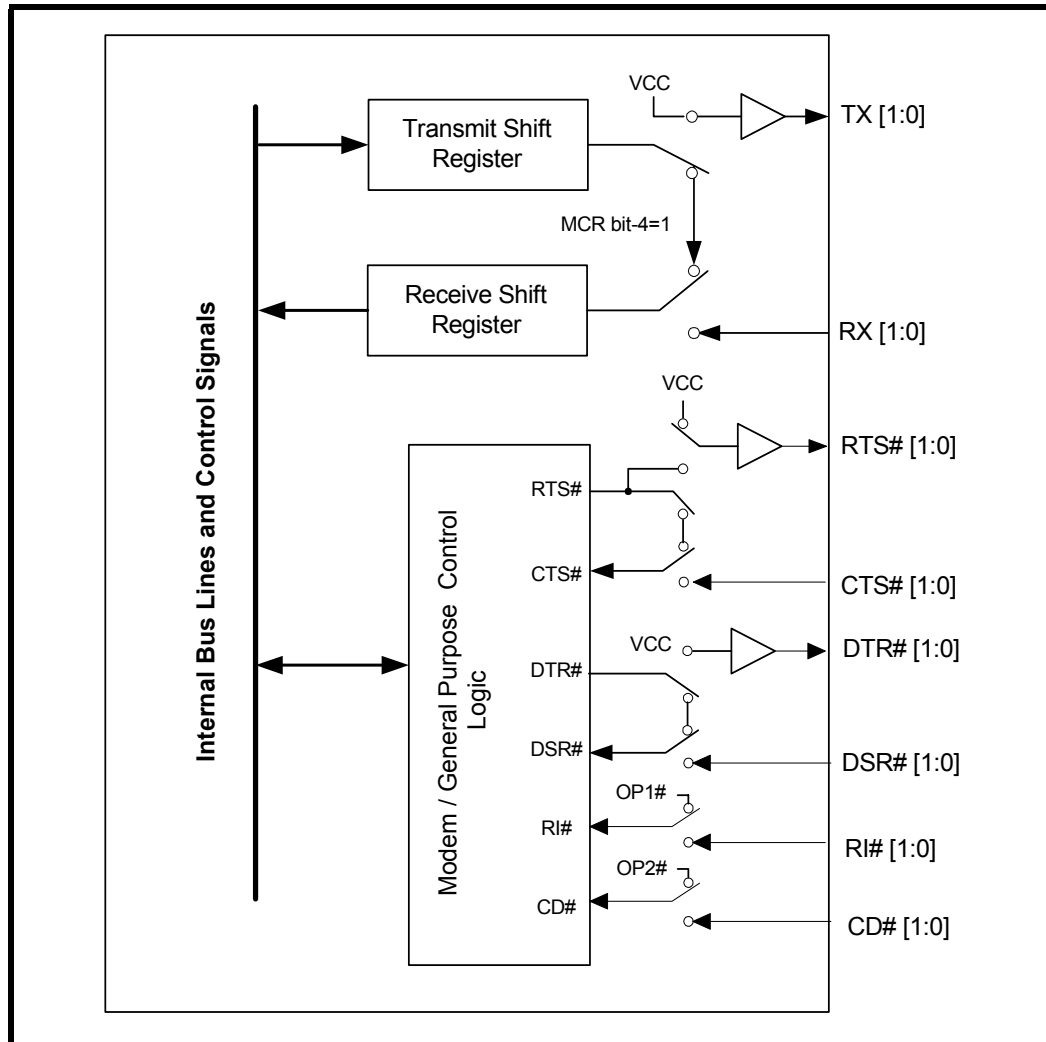 VCC
TX [1:0]
Transmit Shift
Register
MCR bit-4=1
Receive Shift
Register
RX [1:0]
Internal Bus Lines and Control Signals
VCC
RTS# [1:0]
RTS#
CTS#
CTS# [1:0]
Modem / General Purpose Control
Logic
VCC
DTR# [1:0]
DTR#
DSR#
DSR# [1:0]
OP1#
RI#
RI# [1:0]
OP2#
CD#
CD# [1:0]